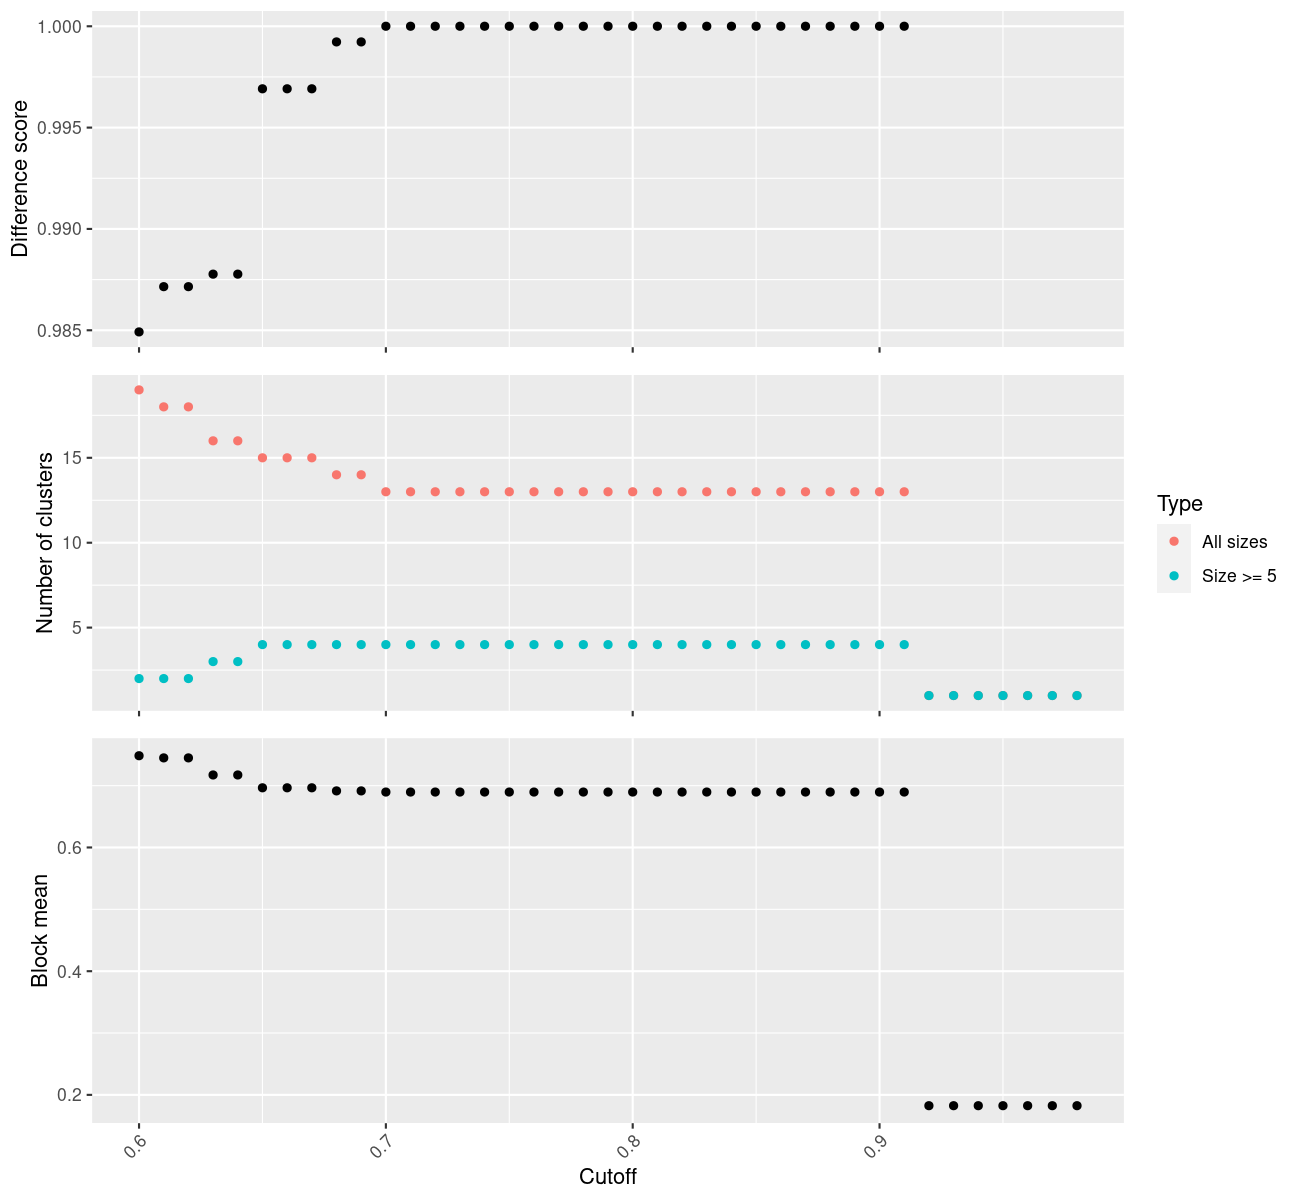 1.000
0.995
0.990
0.985
Difference score
15
10
5
Number of clusters
Type
All sizes
Size >= 5
0.6
0.4
0.2
Block mean
0.6
0.7
0.8
0.9
Cutoff